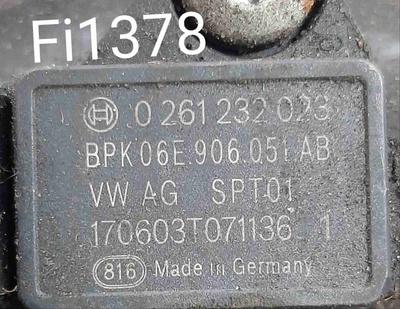 Fi1378
0 261 232 023
BPK 06E.906.051.AB
VW AG SPT01
170603T071136 1
816 Made in Germany